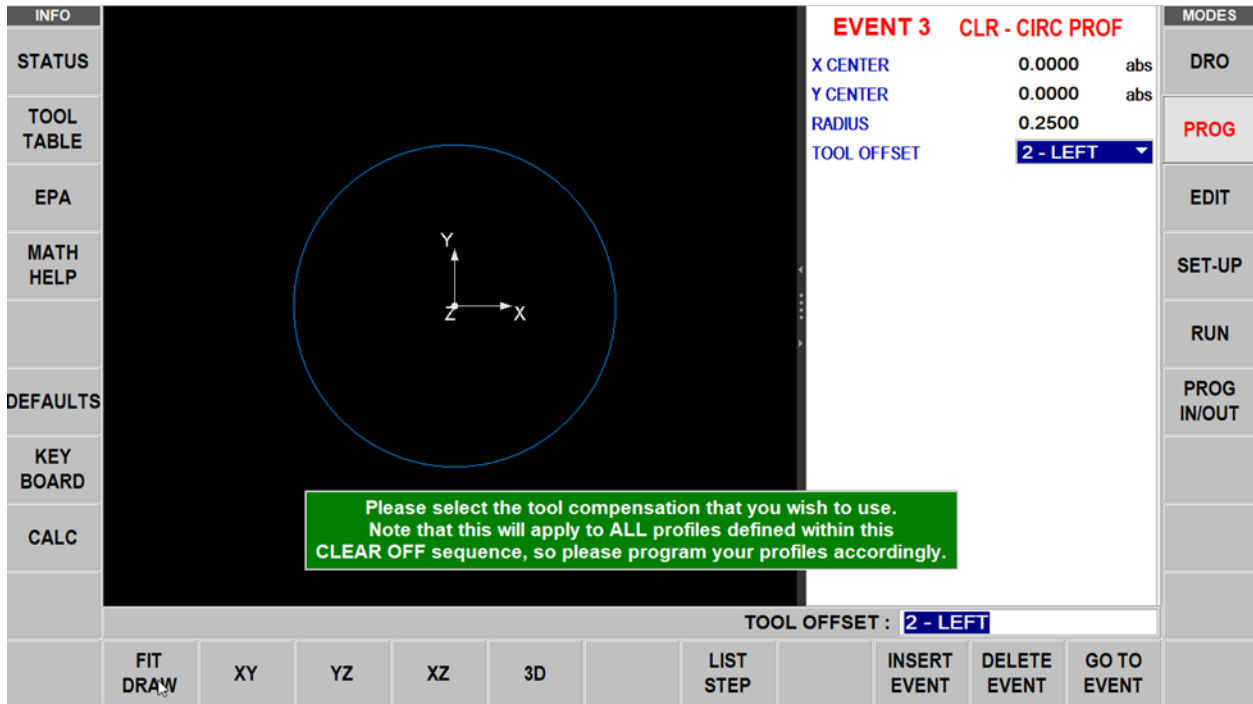 INFO
STATUS
TOOL
TABLE
EPA
MATH
HELP
DEFAULTS
KEY
BOARD
CALC
Y
Z
X
EVENT 3 CLR - CIRC PROF
X CENTER 0.0000 abs
Y CENTER 0.0000 abs
RADIUS 0.2500
TOOL OFFSET 2 - LEFT
Please select the tool compensation that you wish to use.
Note that this will apply to ALL profiles defined within this
CLEAR OFF sequence, so please program your profiles accordingly.
TOOL OFFSET : 2 - LEFT
MODES
DRO
PROG
EDIT
SET-UP
RUN
PROG
IN/OUT
FIT
DRAW
XY
YZ
XZ
3D
LIST
STEP
INSERT
EVENT
DELETE
EVENT
GO TO
EVENT